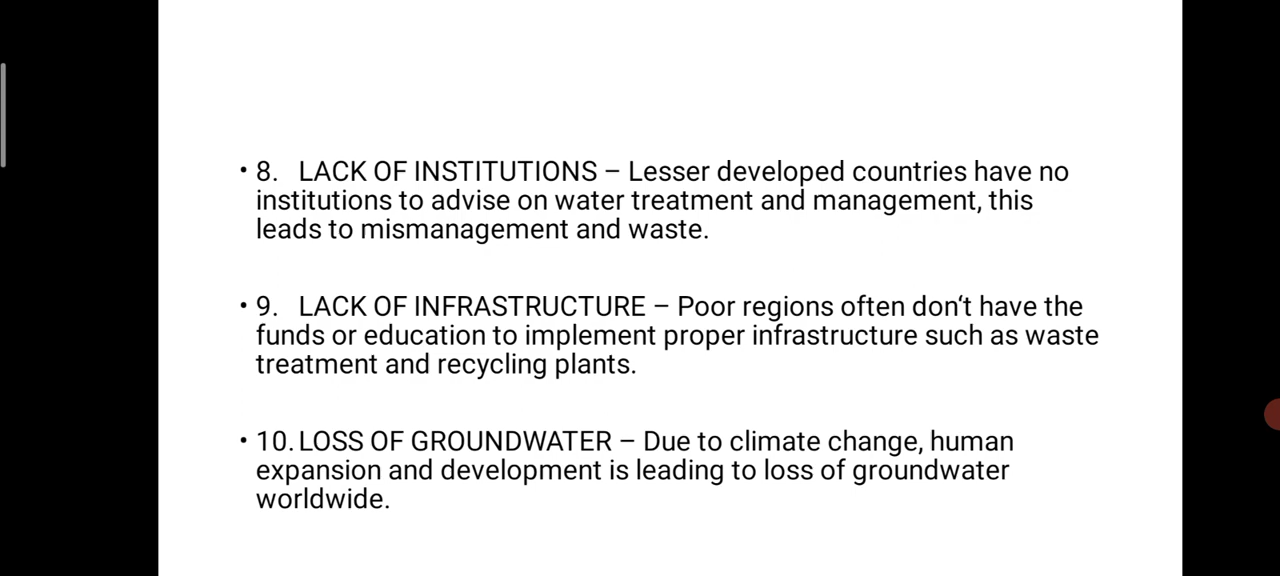 • 8. LACK OF INSTITUTIONS – Lesser developed countries have no
institutions to advise on water treatment and management, this
leads to mismanagement and waste.
• 9. LACK OF INFRASTRUCTURE – Poor regions often don‘t have the
funds or education to implement proper infrastructure such as waste
treatment and recycling plants.
• 10. LOSS OF GROUNDWATER – Due to climate change, human
expansion and development is leading to loss of groundwater
worldwide.